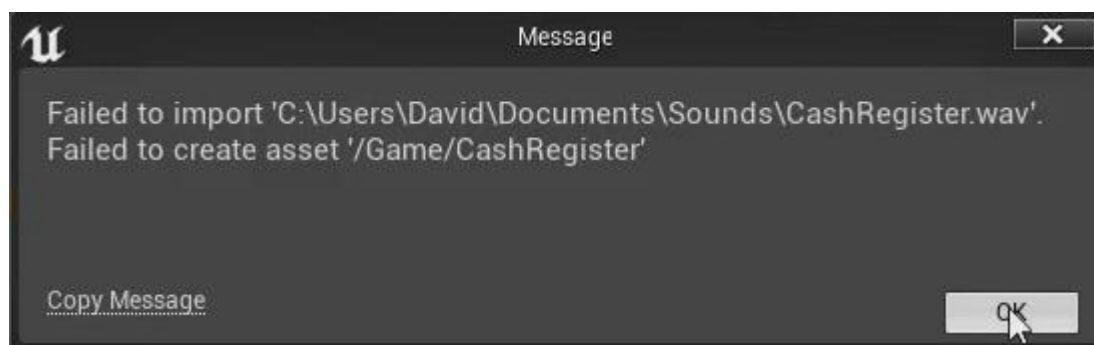 Message
Failed to import 'C:\Users\David\Documents\Sounds\CashRegister.wav'.
Failed to create asset '/Game/CashRegister'
Copy Message
OK